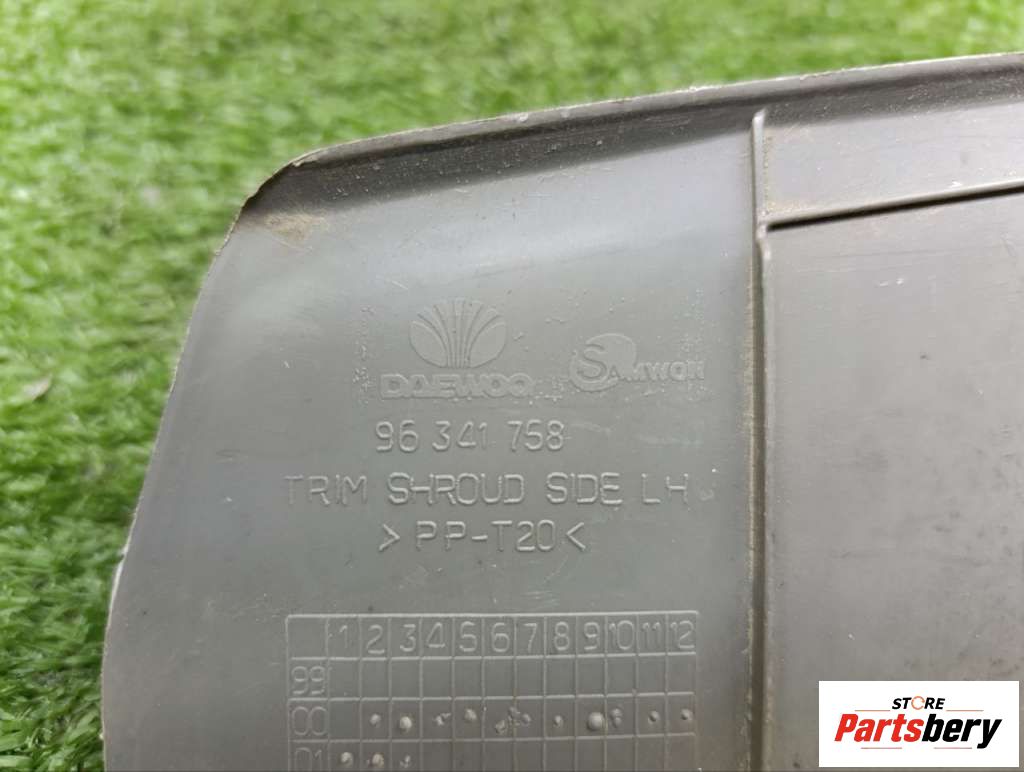 DAEWOO SAMWON
96 341 758
TRIM SHROUD SIDE LH
>PP-T20<
1 2 3 4 5 6 7 8 9 10 11 12
99
00
01
STORE
Partsbery